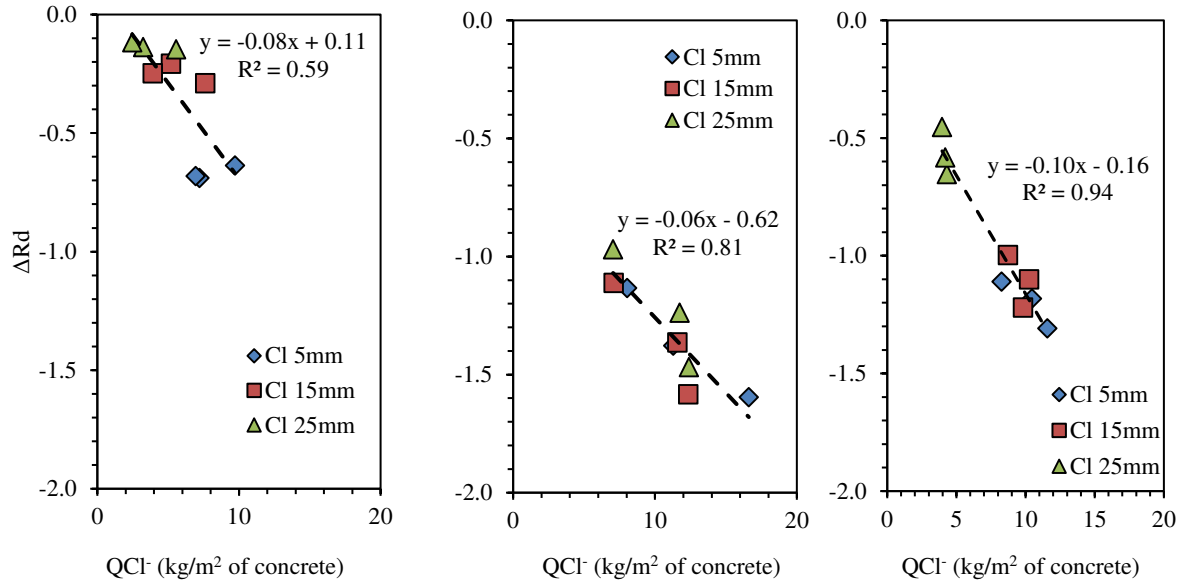 0.0
-0.5
-1.0
-1.5
-2.0
ΔRd
y = -0.08x + 0.11
R² = 0.59
Cl 5mm
Cl 15mm
Cl 25mm
0
10
20
QCl⁻ (kg/m² of concrete)
0.0
-0.5
-1.0
-1.5
-2.0
Cl 5mm
Cl 15mm
Cl 25mm
y = -0.06x - 0.62
R² = 0.81
0
10
20
QCl⁻ (kg/m² of concrete)
0.0
-0.5
-1.0
-1.5
-2.0
y = -0.10x - 0.16
R² = 0.94
Cl 5mm
Cl 15mm
Cl 25mm
0
5
10
15
20
QCl⁻ (kg/m² of concrete)